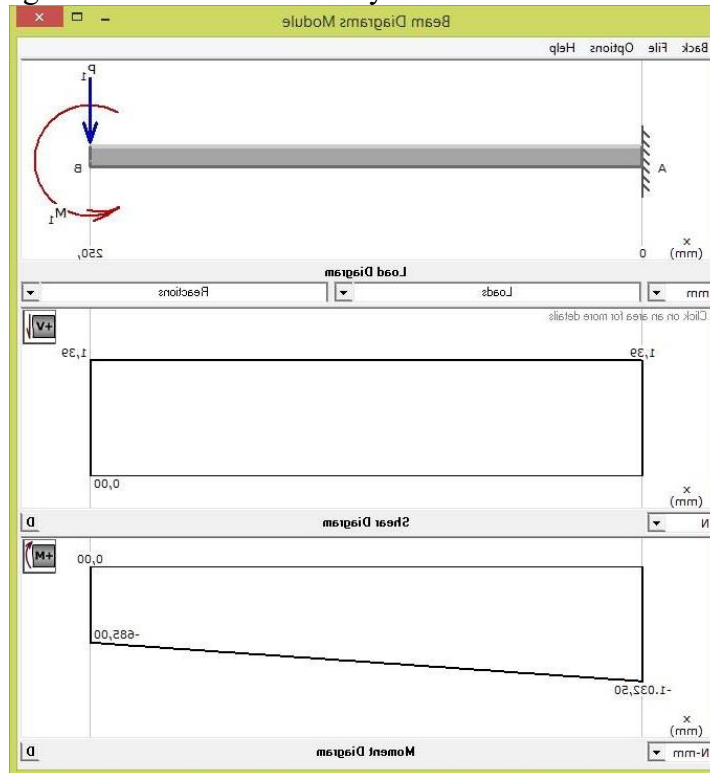 Beam Diagrams Module
Back File Options Help
P1
A
B
M1
x
(mm)
0
250,
Load Diagram
mm Loads Reactions
Click on an area for more details
V+
1,39
1,39
0,00
x
(mm)
N Shear Diagram D
M+
0,00
-685,00
-1.032,50
x
(mm)
N-mm Moment Diagram D